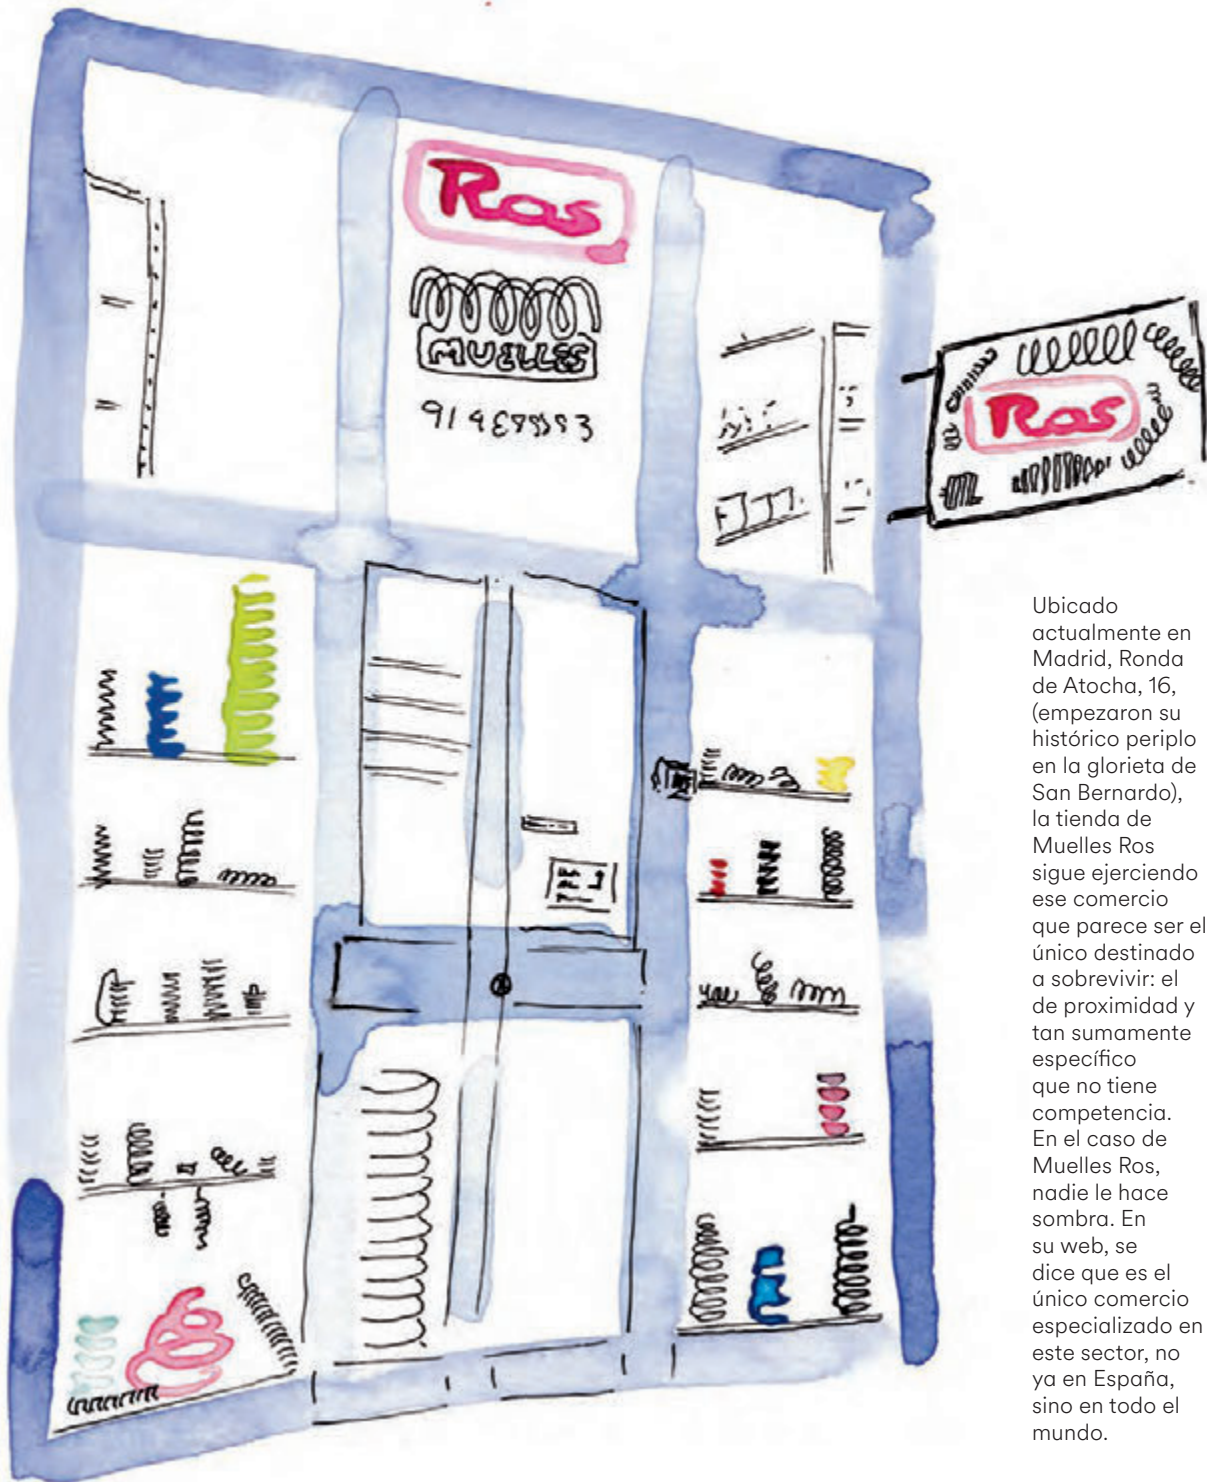 Ros
MUELLES
Ros
Ubicado
actualmente en
Madrid, Ronda
de Atocha, 16,
(empezaron su
histórico periplo
en la glorieta de
San Bernardo),
la tienda de
Muelles Ros
sigue ejerciendo
ese comercio
que parece ser el
único destinado
a sobrevivir: el
de proximidad y
tan sumamente
específico
que no tiene
competencia.
En el caso de
Muelles Ros,
nadie le hace
sombra. En
su web, se
dice que es el
único comercio
especializado en
este sector, no
ya en España,
sino en todo el
mundo.